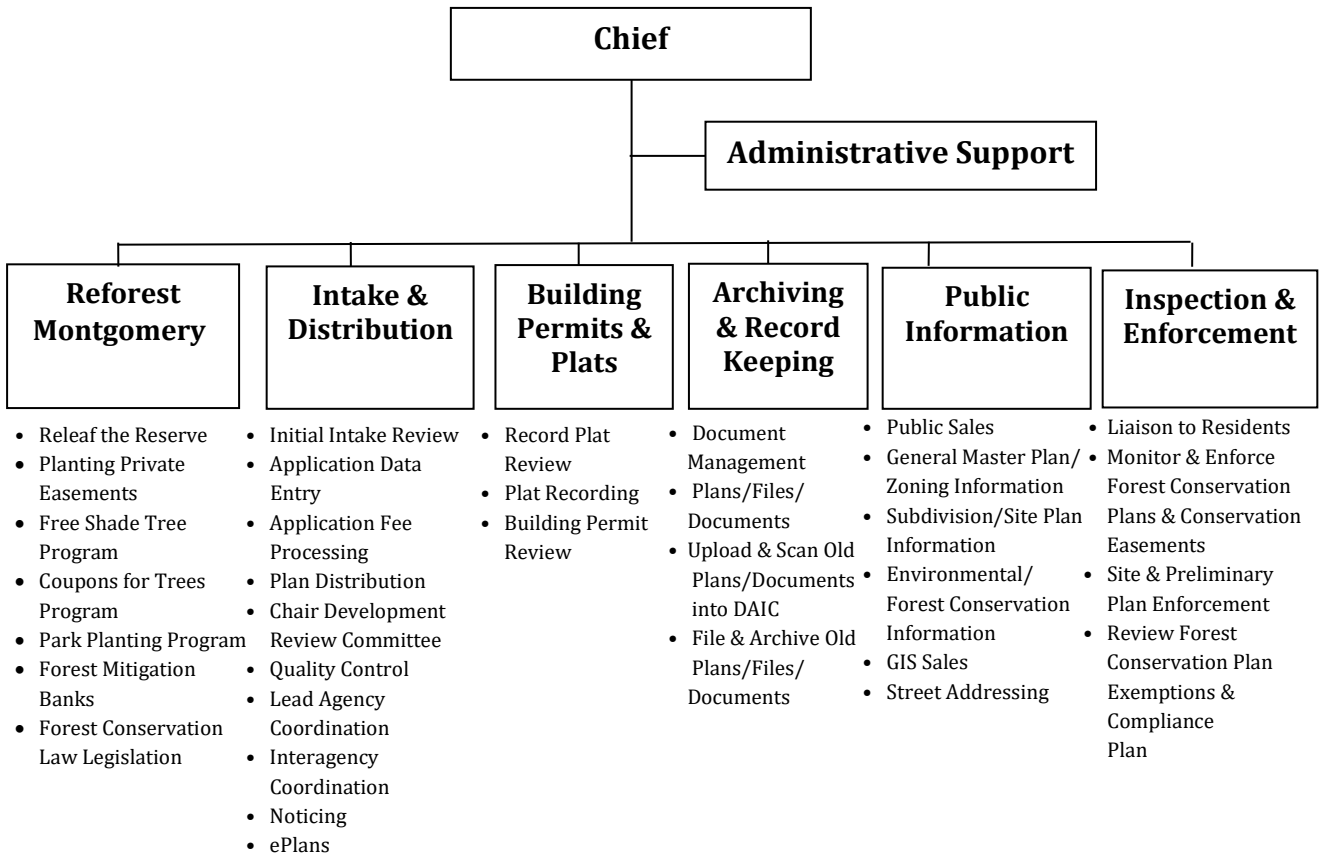 Chief
Administrative Support
Reforest
Montgomery
• Releaf the Reserve
• Planting Private
Easements
• Free Shade Tree
Program
• Coupons for Trees
Program
• Park Planting Program
• Forest Mitigation
Banks
• Forest Conservation
Law Legislation
Intake &
Distribution
• Initial Intake Review
• Application Data
Entry
• Application Fee
Processing
• Plan Distribution
• Chair Development
Review Committee
• Quality Control
• Lead Agency
Coordination
• Interagency
Coordination
• Noticing
• ePlans
Building
Permits &
Plats
• Record Plat
Review
• Plat Recording
• Building Permit
Review
Archiving
& Record
Keeping
• Document
Management
• Plans/Files/
Documents
• Upload & Scan Old
Plans/Documents
into DAIC
• File & Archive Old
Plans/Files/
Documents
Public
Information
• Public Sales
• General Master Plan/
Zoning Information
• Subdivision/Site Plan
Information
• Environmental/
Forest Conservation
Information
• GIS Sales
• Street Addressing
Inspection &
Enforcement
• Liaison to Residents
• Monitor & Enforce
Forest Conservation
Plans & Conservation
Easements
• Site & Preliminary
Plan Enforcement
• Review Forest
Conservation Plan
Exemptions &
Compliance
Plan